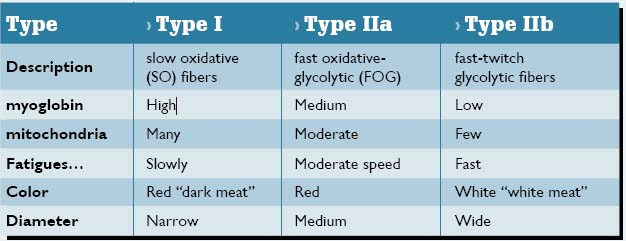 Type › Type I › Type IIa › Type IIb
Description slow oxidative (SO) fibers fast oxidative-glycolytic (FOG) fast-twitch glycolytic fibers
myoglobin High Medium Low
mitochondria Many Moderate Few
Fatigues… Slowly Moderate speed Fast
Color Red “dark meat” Red White “white meat”
Diameter Narrow Medium Wide